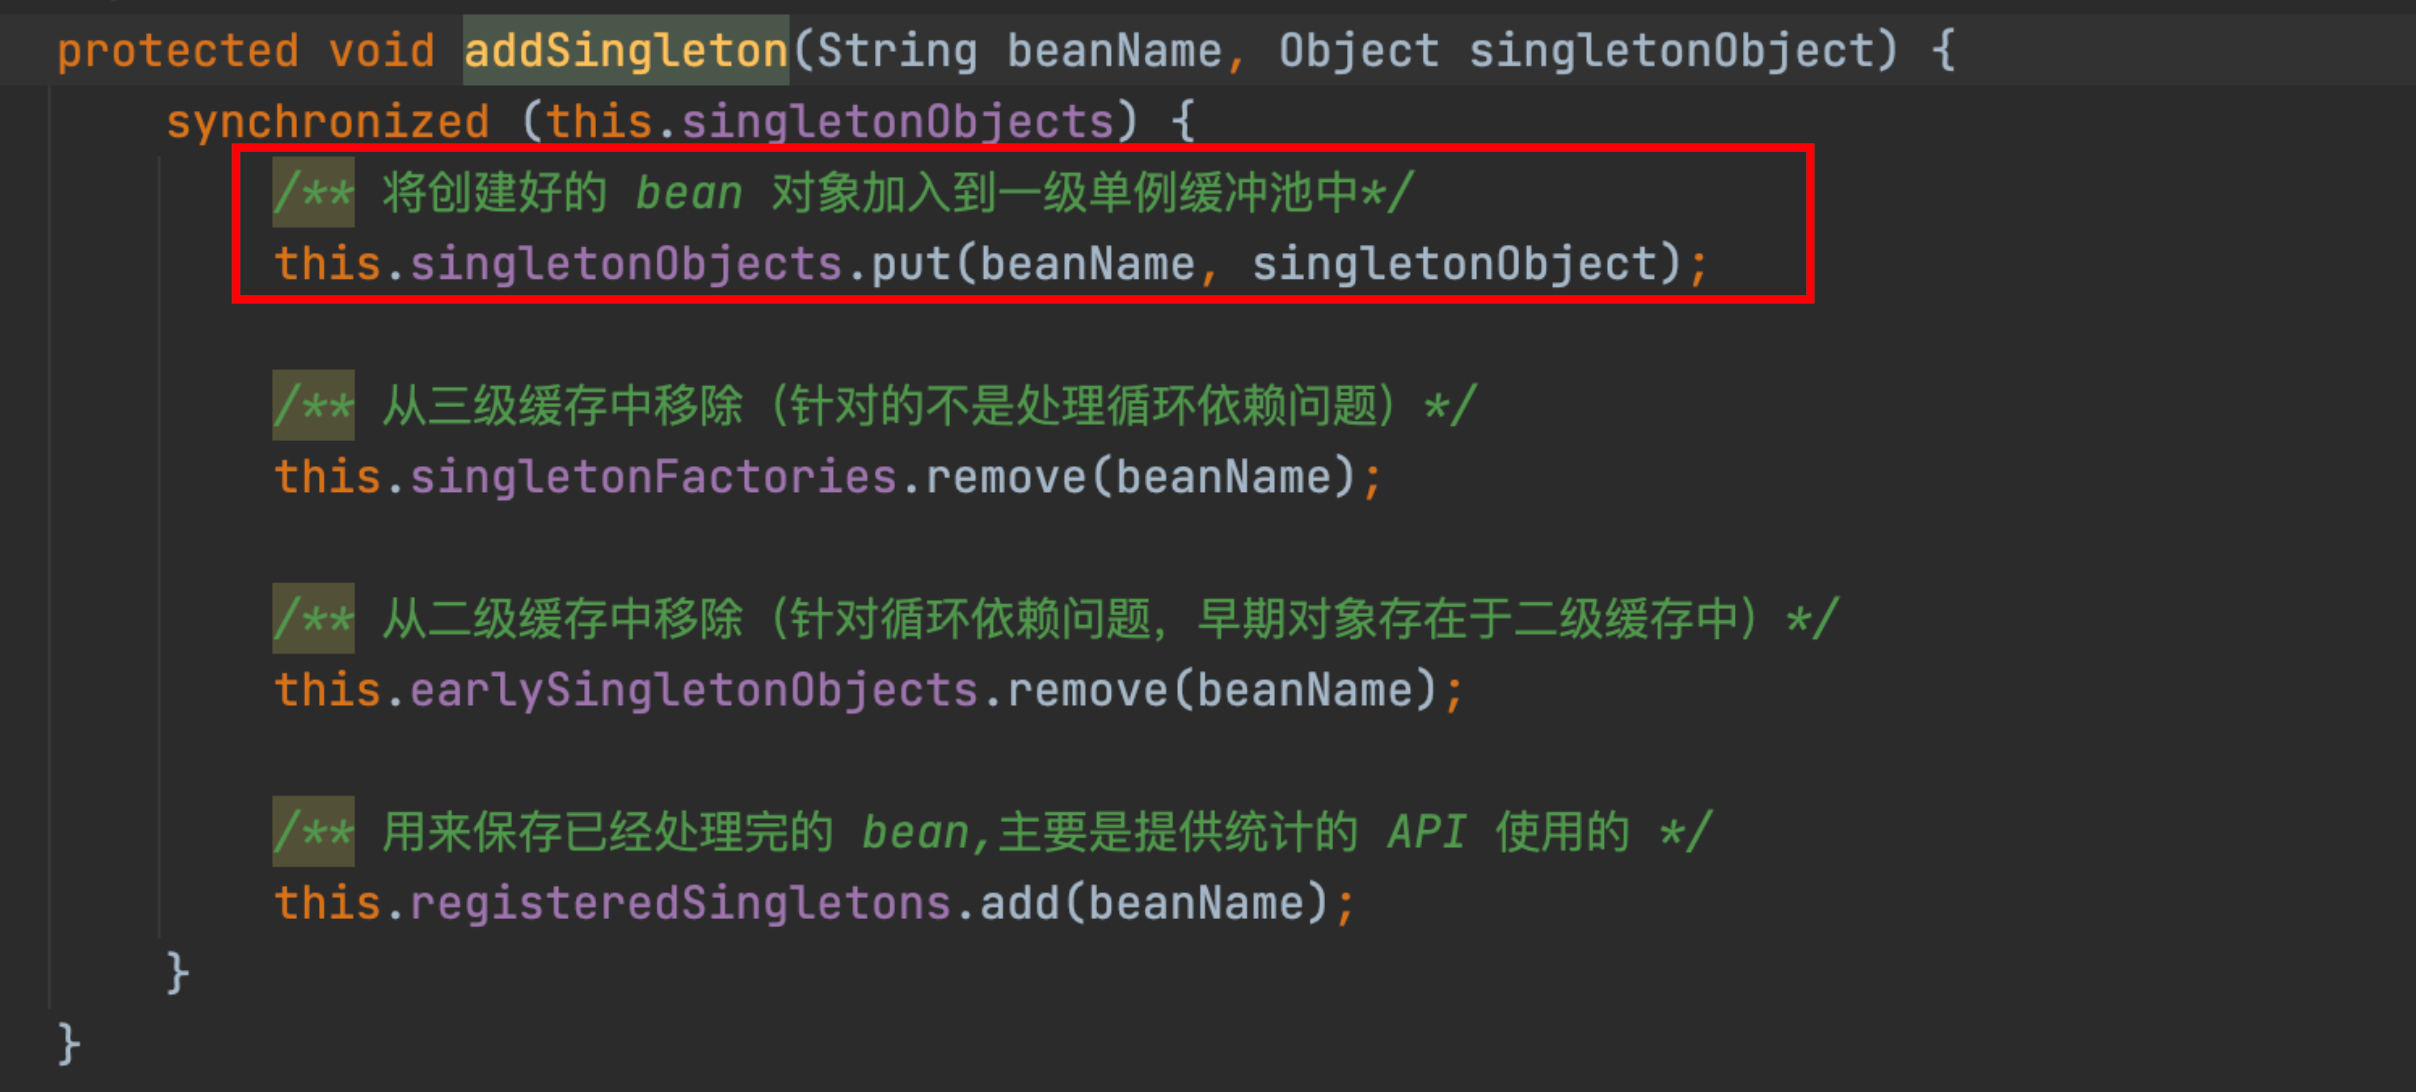 protected void addSingleton(String beanName, Object singletonObject) {
synchronized (this.singletonObjects) {
/** 将创建好的 bean 对象加入到一级单例缓冲池中*/
this.singletonObjects.put(beanName, singletonObject);
/** 从三级缓存中移除（针对的不是处理循环依赖问题）*/
this.singletonFactories.remove(beanName);
/** 从二级缓存中移除（针对循环依赖问题，早期对象存在于二级缓存中）*/
this.earlySingletonObjects.remove(beanName);
/** 用来保存已经处理完的 bean,主要是提供统计的 API 使用的 */
this.registeredSingletons.add(beanName);
}
}